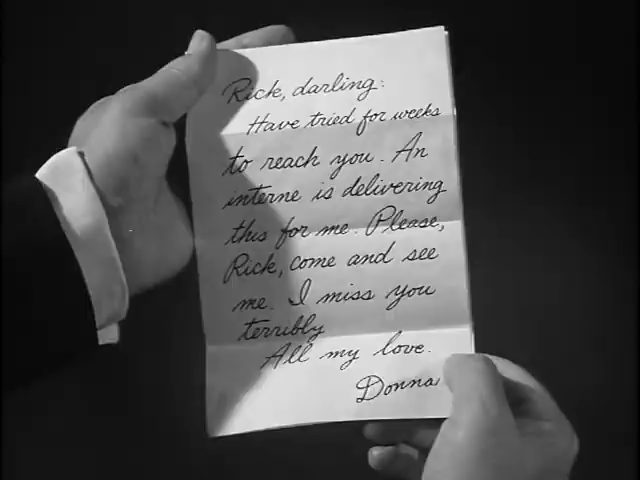 Rick, darling:
Have tried for weeks
to reach you. An
interne is delivering
this for me. Please,
Rick, come and see
me. I miss you
terribly
All my love.
Donna